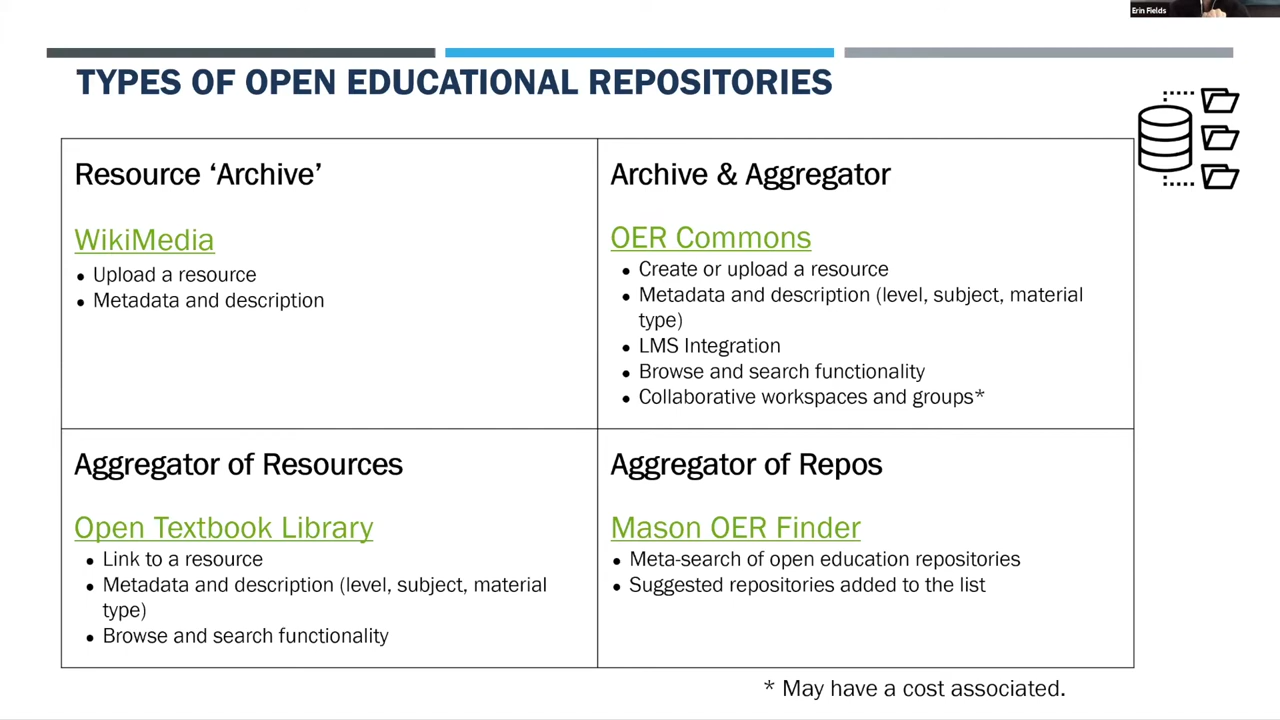 Erin Fields
TYPES OF OPEN EDUCATIONAL REPOSITORIES
Resource ‘Archive’
WikiMedia
• Upload a resource
• Metadata and description
Archive & Aggregator
OER Commons
• Create or upload a resource
• Metadata and description (level, subject, material
type)
• LMS Integration
• Browse and search functionality
• Collaborative workspaces and groups*
Aggregator of Resources
Open Textbook Library
• Link to a resource
• Metadata and description (level, subject, material
type)
• Browse and search functionality
Aggregator of Repos
Mason OER Finder
• Meta-search of open education repositories
• Suggested repositories added to the list
* May have a cost associated.